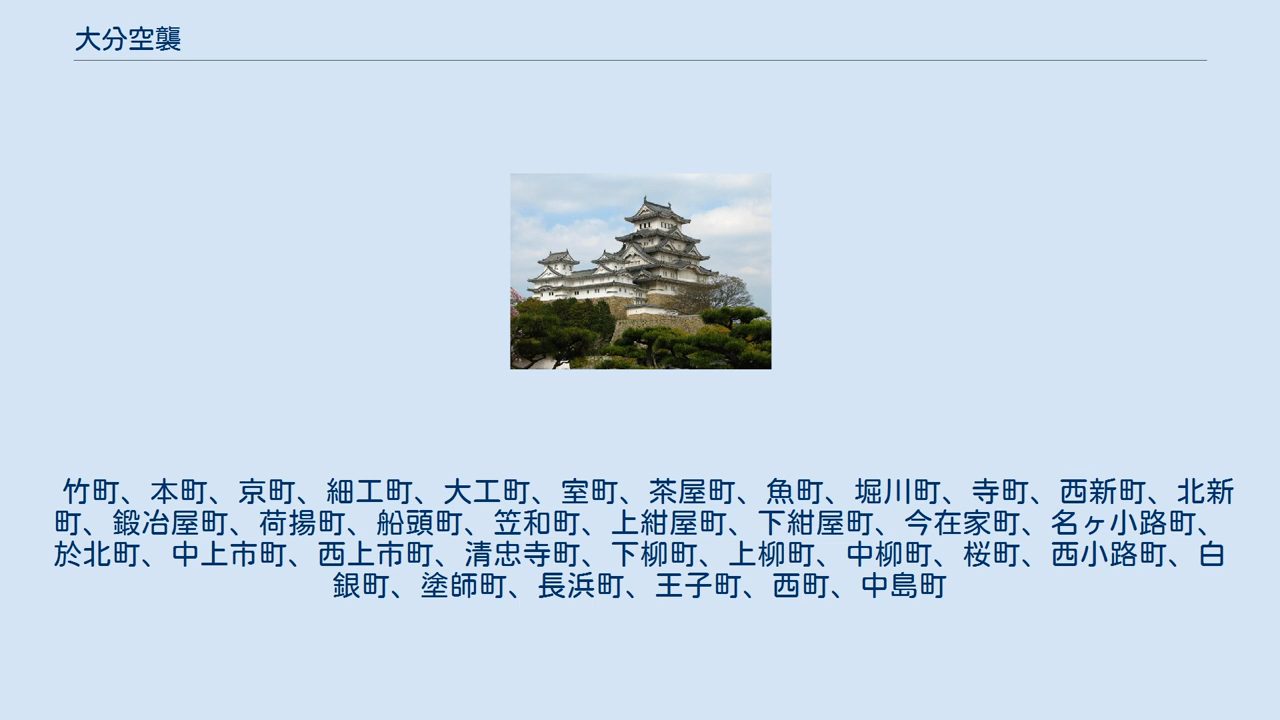 大分空襲
竹町、本町、京町、細工町、大工町、室町、茶屋町、魚町、堀川町、寺町、西新町、北新
町、鍛冶屋町、荷揚町、船頭町、笠和町、上紺屋町、下紺屋町、今在家町、名ヶ小路町、
於北町、中上市町、西上市町、清忠寺町、下柳町、上柳町、中柳町、桜町、西小路町、白
銀町、塗師町、長浜町、王子町、西町、中島町